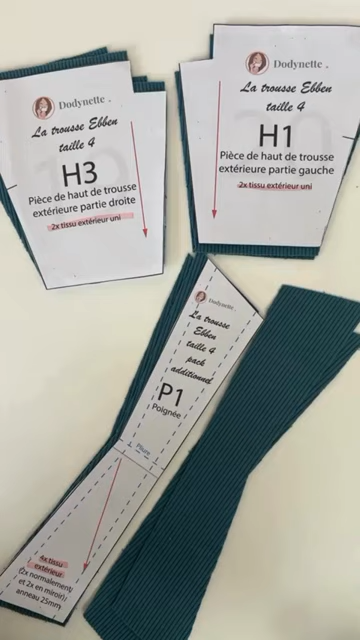 Dodynette .
La trousse Ebben
taille 4
H3
Pièce de haut de trousse
extérieure partie droite
2x tissu extérieur uni
Dodynette .
La trousse Ebben
taille 4
H1
Pièce de haut de trousse
extérieure partie gauche
2x tissu extérieur uni
Dodynette .
La trousse
Ebben
taille 4
pack
additionnel
P1
Poignée
Pliure
4x tissu
extérieur
(2x normalement
et 2x en miroir)
anneau 25mm